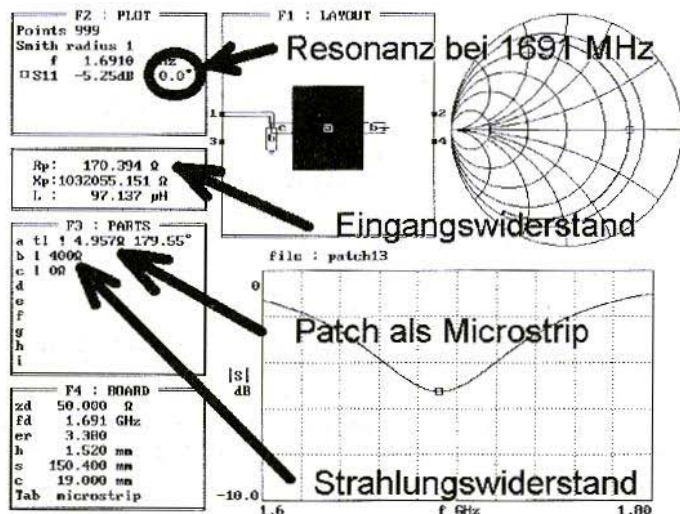 F2 : PLOT
Points 999
Smith radius 1
f 1.6910
□S11 -5.25dB 0.0°
Resonanz bei 1691 MHz
F1 : LAYOUT
1
3
c
b
2
4
Rp: 170.394 Ω
Xp:1032055.151 Ω
L : 97.137 µH
Eingangswiderstand
F3 : PARTS
a tl ! 4.957Ω 179.55°
b l 400Ω
c l 0Ω
d
e
f
g
h
i
file : patch13
Patch als Microstrip
Strahlungswiderstand
0
|S|
dB
-10.0
1.6 f GHz 1.80
F4 : BOARD
zd 50.000 Ω
fd 1.691 GHz
er 3.380
h 1.520 mm
s 150.400 mm
c 19.000 mm
Tab microstrip